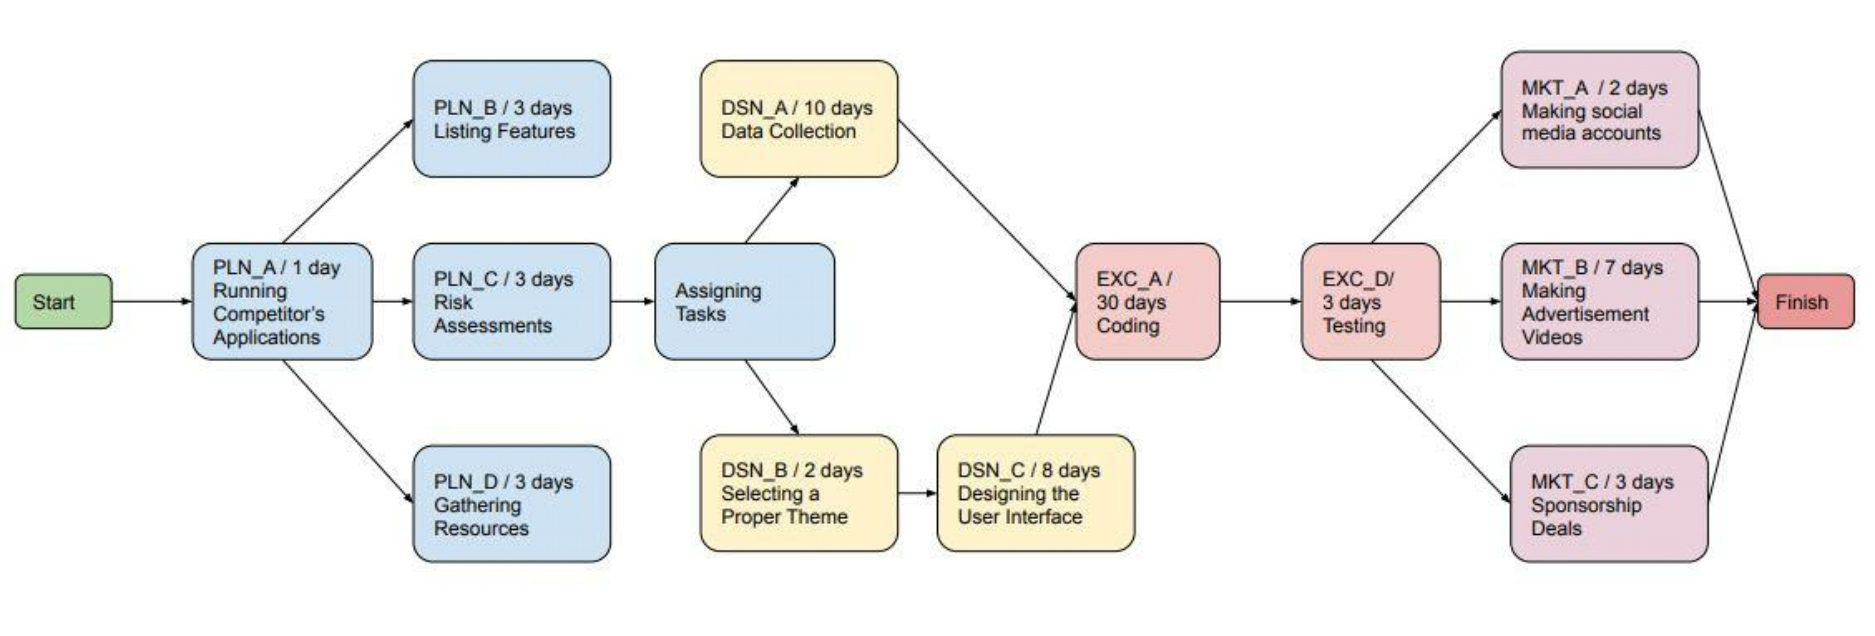 Start
PLN_A / 1 day
Running
Competitor's
Applications
PLN_B / 3 days
Listing Features
PLN_C / 3 days
Risk
Assessments
PLN_D / 3 days
Gathering
Resources
Assigning
Tasks
DSN_A / 10 days
Data Collection
DSN_B / 2 days
Selecting a
Proper Theme
DSN_C / 8 days
Designing the
User Interface
EXC_A /
30 days
Coding
EXC_D/
3 days
Testing
MKT_A / 2 days
Making social
media accounts
MKT_B / 7 days
Making
Advertisement
Videos
MKT_C / 3 days
Sponsorship
Deals
Finish